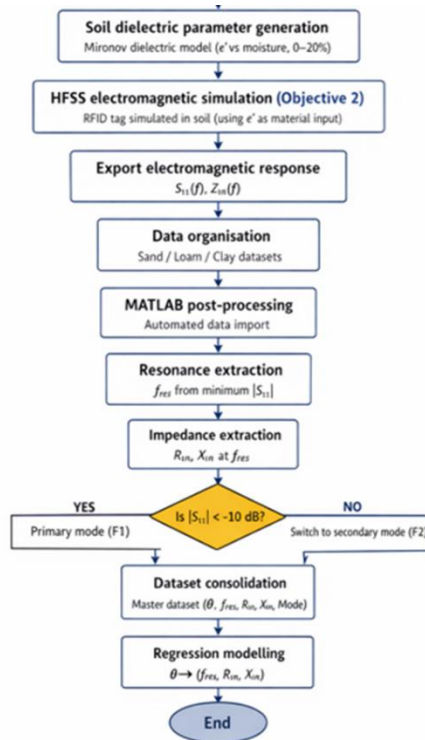 Soil dielectric parameter generation
Mironov dielectric model (e′ vs moisture, 0–20%)
HFSS electromagnetic simulation (Objective 2)
RFID tag simulated in soil (using e′ as material input)
Export electromagnetic response
S₁₁(f), Zᵢₙ(f)
Data organisation
Sand / Loam / Clay datasets
MATLAB post-processing
Automated data import
Resonance extraction
f_res from minimum |S₁₁|
Impedance extraction
Rᵢₙ, Xᵢₙ at f_res
YES
Is |S₁₁| < -10 dB?
NO
Primary mode (F1)
Switch to secondary mode (F2)
Dataset consolidation
Master dataset (θ, f_res, Rᵢₙ, Xᵢₙ, Mode)
Regression modelling
θ → (f_res, Rᵢₙ, Xᵢₙ)
End